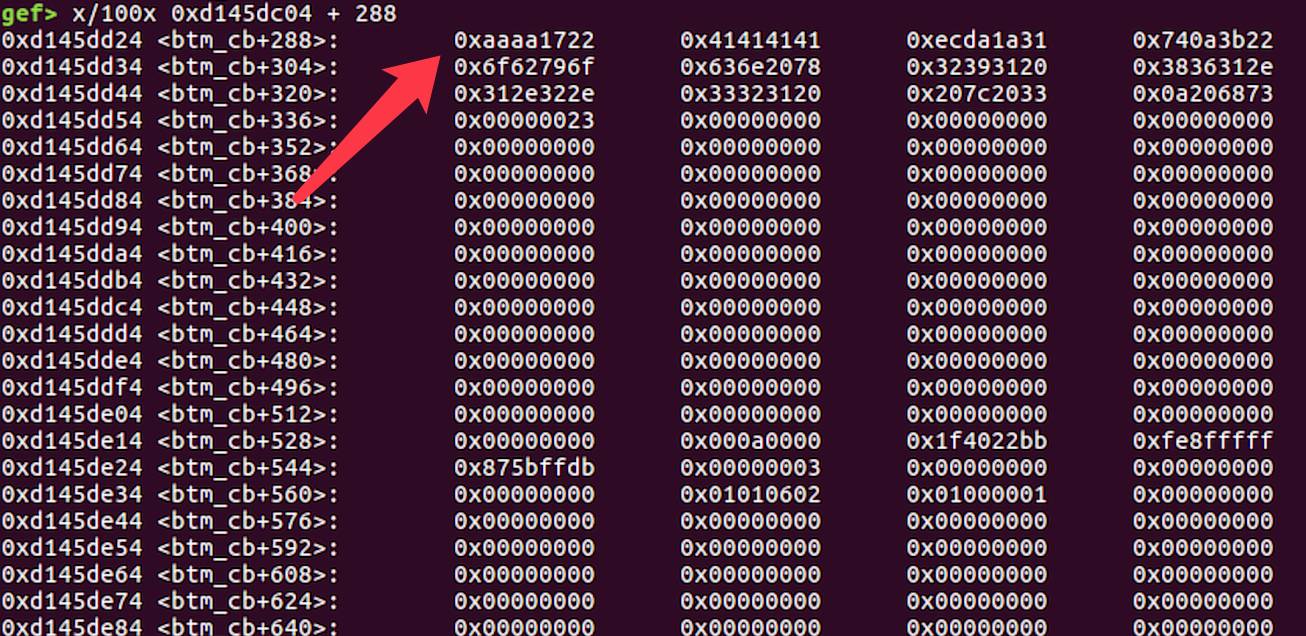 gef> x/100x 0xd145dc04 + 288
0xd145dd24 <btm_cb+288>: 0xaaaa1722 0x41414141 0xecda1a31 0x740a3b22
0xd145dd34 <btm_cb+304>: 0x6f62796f 0x636e2078 0x32393120 0x3836312e
0xd145dd44 <btm_cb+320>: 0x312e322e 0x33323120 0x207c2033 0x0a206873
0xd145dd54 <btm_cb+336>: 0x00000023 0x00000000 0x00000000 0x00000000
0xd145dd64 <btm_cb+352>: 0x00000000 0x00000000 0x00000000 0x00000000
0xd145dd74 <btm_cb+368>: 0x00000000 0x00000000 0x00000000 0x00000000
0xd145dd84 <btm_cb+384>: 0x00000000 0x00000000 0x00000000 0x00000000
0xd145dd94 <btm_cb+400>: 0x00000000 0x00000000 0x00000000 0x00000000
0xd145dda4 <btm_cb+416>: 0x00000000 0x00000000 0x00000000 0x00000000
0xd145ddb4 <btm_cb+432>: 0x00000000 0x00000000 0x00000000 0x00000000
0xd145ddc4 <btm_cb+448>: 0x00000000 0x00000000 0x00000000 0x00000000
0xd145ddd4 <btm_cb+464>: 0x00000000 0x00000000 0x00000000 0x00000000
0xd145dde4 <btm_cb+480>: 0x00000000 0x00000000 0x00000000 0x00000000
0xd145ddf4 <btm_cb+496>: 0x00000000 0x00000000 0x00000000 0x00000000
0xd145de04 <btm_cb+512>: 0x00000000 0x00000000 0x00000000 0x00000000
0xd145de14 <btm_cb+528>: 0x00000000 0x000a0000 0x1f4022bb 0xfe8fffff
0xd145de24 <btm_cb+544>: 0x875bffdb 0x00000003 0x00000000 0x00000000
0xd145de34 <btm_cb+560>: 0x00000000 0x01010602 0x01000001 0x00000000
0xd145de44 <btm_cb+576>: 0x00000000 0x00000000 0x00000000 0x00000000
0xd145de54 <btm_cb+592>: 0x00000000 0x00000000 0x00000000 0x00000000
0xd145de64 <btm_cb+608>: 0x00000000 0x00000000 0x00000000 0x00000000
0xd145de74 <btm_cb+624>: 0x00000000 0x00000000 0x00000000 0x00000000
0xd145de84 <btm_cb+640>: 0x00000000 0x00000000 0x00000000 0x00000000